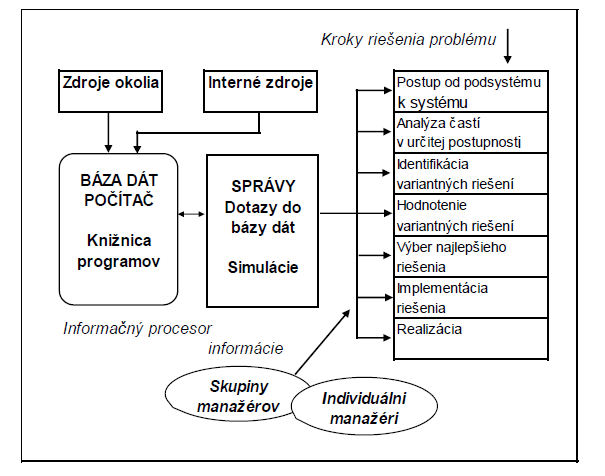 Kroky riešenia problému
Zdroje okolia
Interné zdroje
BÁZA DÁT
POČÍTAČ
Knižnica
programov
SPRÁVY
Dotazy do
bázy dát
Simulácie
Postup od podsystému
k systému
Analýza častí
v určitej postupnosti
Identifikácia
variantných riešení
Hodnotenie
variantných riešení
Výber najlepšieho
riešenia
Implementácia
riešenia
Realizácia
Informačný procesor
informácie
Skupiny
manažérov
Individuálni
manažéri